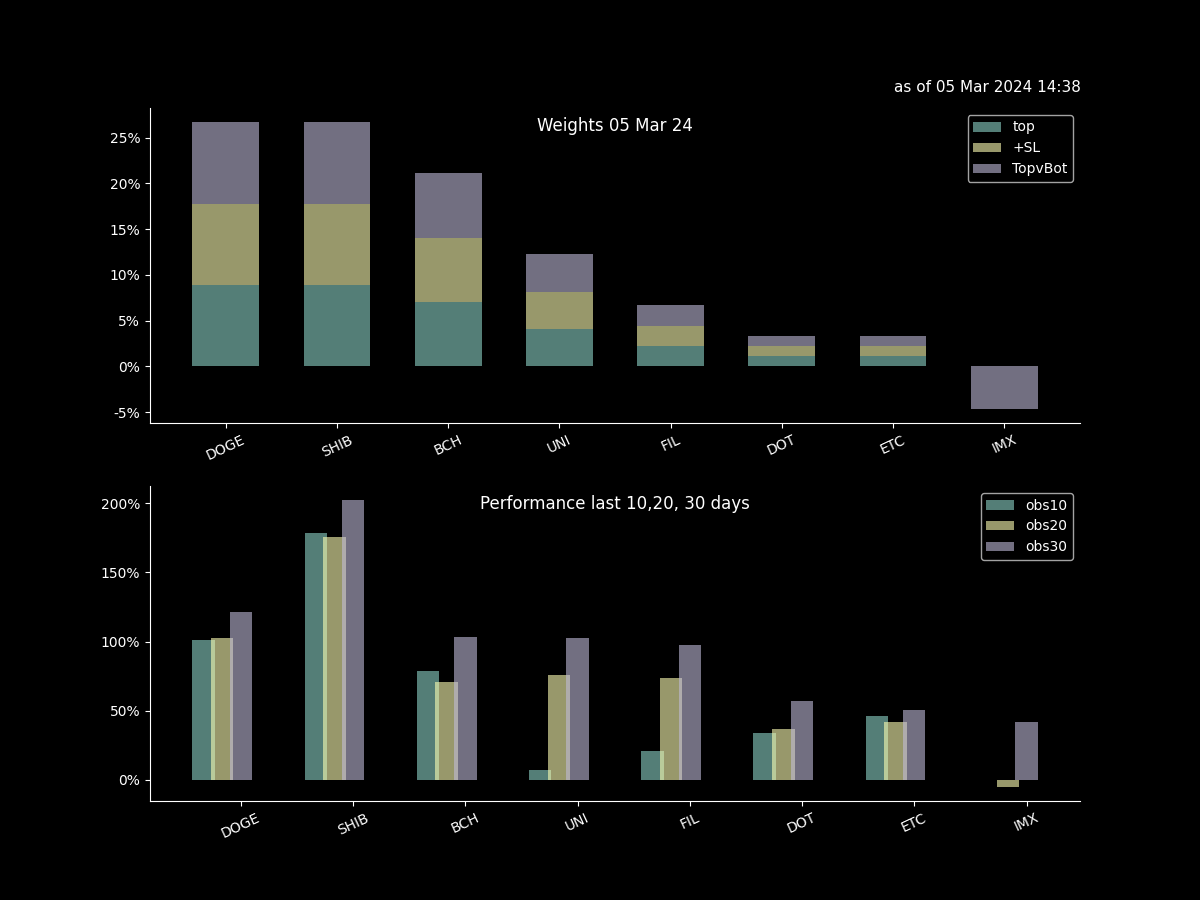 as of 05 Mar 2024 14:38
Weights 05 Mar 24
top
+SL
TopvBot
25%
20%
15%
10%
5%
0%
-5%
DOGE SHIB BCH UNI FIL DOT ETC IMX
Performance last 10,20, 30 days
obs10
obs20
obs30
200%
150%
100%
50%
0%
DOGE SHIB BCH UNI FIL DOT ETC IMX